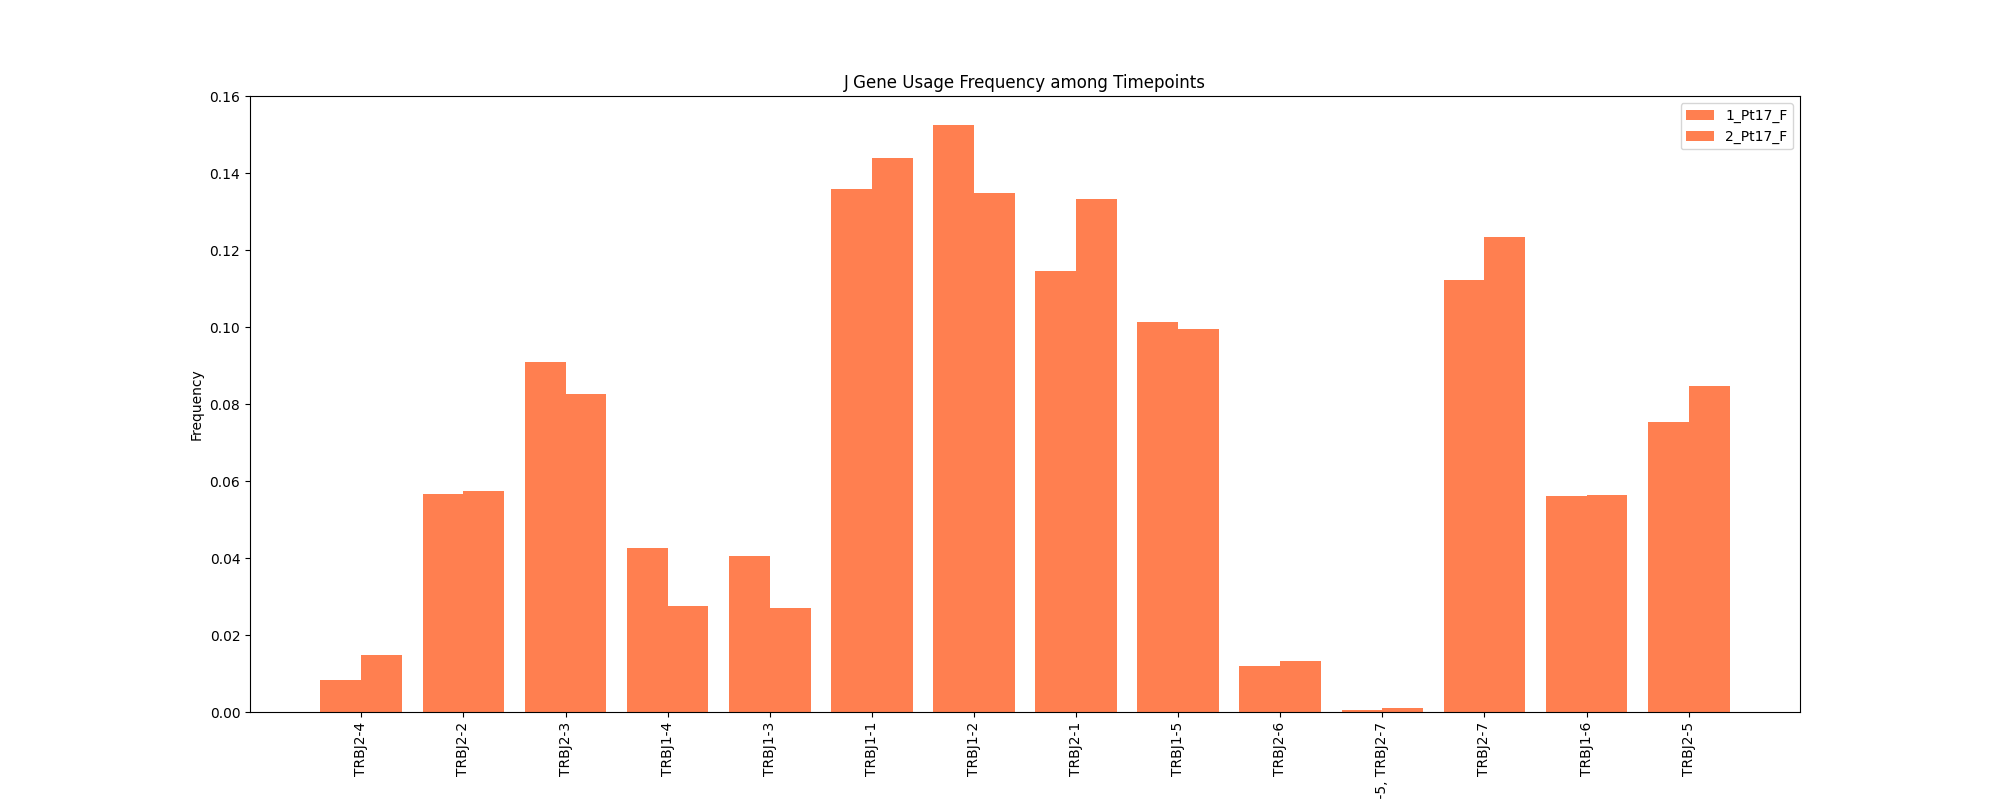 J Gene Usage Frequency among Timepoints
1_Pt17_F
2_Pt17_F
Frequency
0.16
0.14
0.12
0.10
0.08
0.06
0.04
0.02
0.00
TRBJ2-4
TRBJ2-2
TRBJ2-3
TRBJ1-4
TRBJ1-3
TRBJ1-1
TRBJ1-2
TRBJ2-1
TRBJ1-5
TRBJ2-6
-5, TRBJ2-7
TRBJ2-7
TRBJ1-6
TRBJ2-5